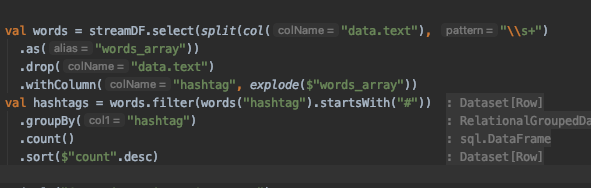 val words = streamDF.select(split(col( colName = "data.text"), pattern = "\\s+")
.as( alias = "words_array"))
.drop( colName = "data.text")
.withColumn( colName = "hashtag", explode($"words_array"))
val hashtags = words.filter(words("hashtag").startsWith("#")) : Dataset[Row]
.groupBy( col1 = "hashtag") : RelationalGroupedDa
.count() : sql.DataFrame
.sort($"count".desc) : Dataset[Row]